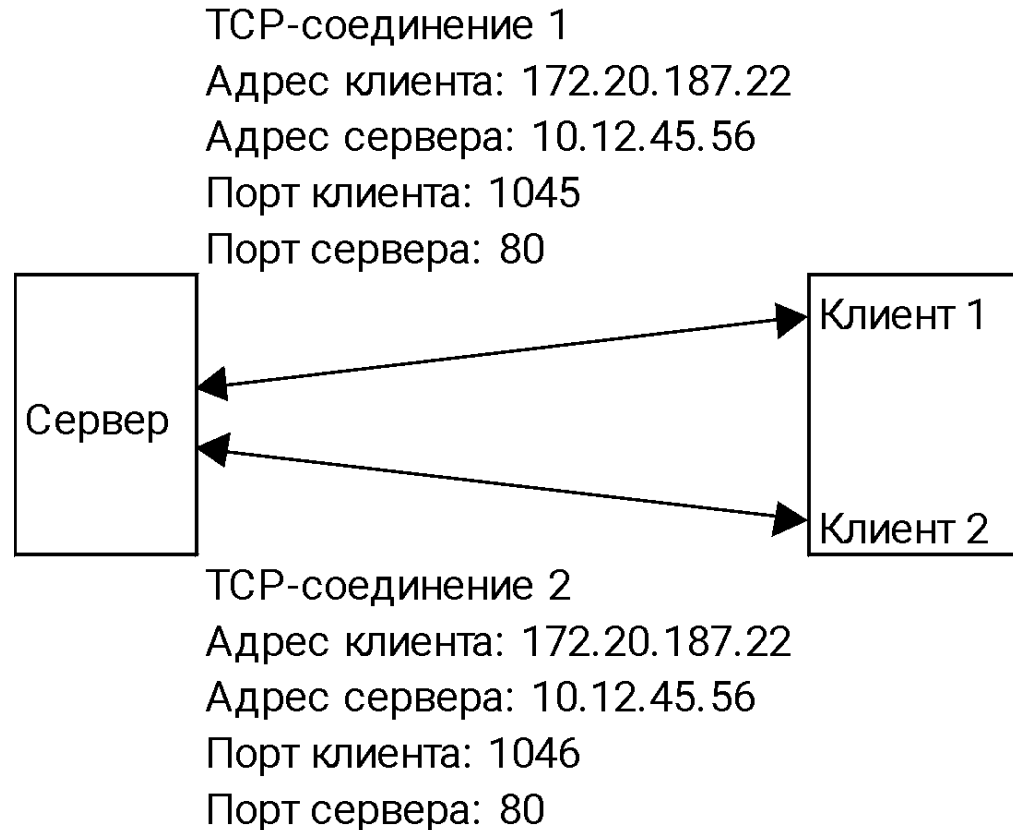 ТСР-соединение 1
Адрес клиента: 172.20.187.22
Адрес сервера: 10.12.45.56
Порт клиента: 1045
Порт сервера: 80
Клиент 1
Сервер
Клиент 2
ТСР-соединение 2
Адрес клиента: 172.20.187.22
Адрес сервера: 10.12.45.56
Порт клиента: 1046
Порт сервера: 80